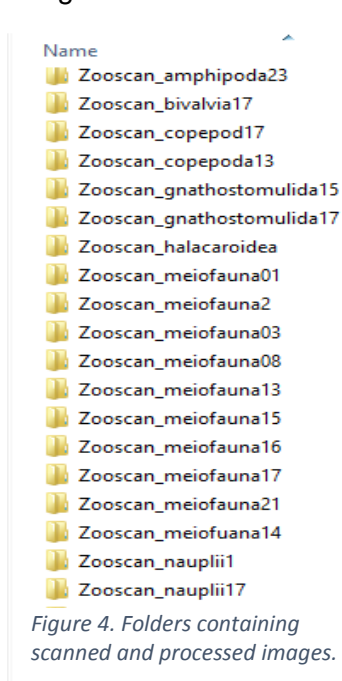 Name
Zooscan_amphipoda23
Zooscan_bivalvia17
Zooscan_copepod17
Zooscan_copepoda13
Zooscan_gnathostomulida15
Zooscan_gnathostomulida17
Zooscan_halacaroidea
Zooscan_meiofauna01
Zooscan_meiofauna2
Zooscan_meiofauna03
Zooscan_meiofauna08
Zooscan_meiofauna13
Zooscan_meiofauna15
Zooscan_meiofauna16
Zooscan_meiofauna17
Zooscan_meiofauna21
Zooscan_meiofuana14
Zooscan_nauplii1
Zooscan_nauplii17
Figure 4. Folders containing
scanned and processed images.